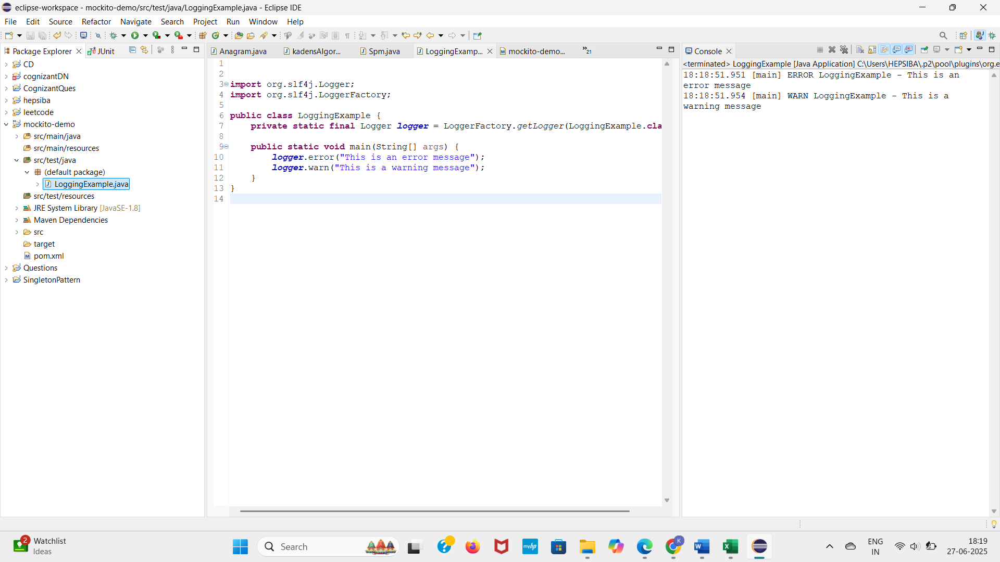 eclipse-workspace - mockito-demo/src/test/java/LoggingExample.java - Eclipse IDE
File Edit Source Refactor Navigate Search Project Run Window Help
Package Explorer
JUnit
CD
cognizantDN
CognizantQues
hepsiba
leetcode
mockito-demo
src/main/java
src/main/resources
src/test/java
(default package)
LoggingExample.java
src/test/resources
JRE System Library [JavaSE-1.8]
Maven Dependencies
src
target
pom.xml
Questions
SingletonPattern
Anagram.java kadensAlgor... Spm.java LoggingExamp... mockito-demo... »21
1
2
3 import org.slf4j.Logger;
4 import org.slf4j.LoggerFactory;
5
6 public class LoggingExample {
7     private static final Logger logger = LoggerFactory.getLogger(LoggingExample.cla
8
9     public static void main(String[] args) {
10         logger.error("This is an error message");
11         logger.warn("This is a warning message");
12     }
13 }
14
Console
<terminated> LoggingExample [Java Application] C:\Users\HEPSIBA\.p2\pool\plugins\org.e
18:18:51.951 [main] ERROR LoggingExample - This is an
error message
18:18:51.954 [main] WARN LoggingExample - This is a
warning message
2
Watchlist
Ideas
Search
myhp
K
ENG
IN
18:19
27-06-2025